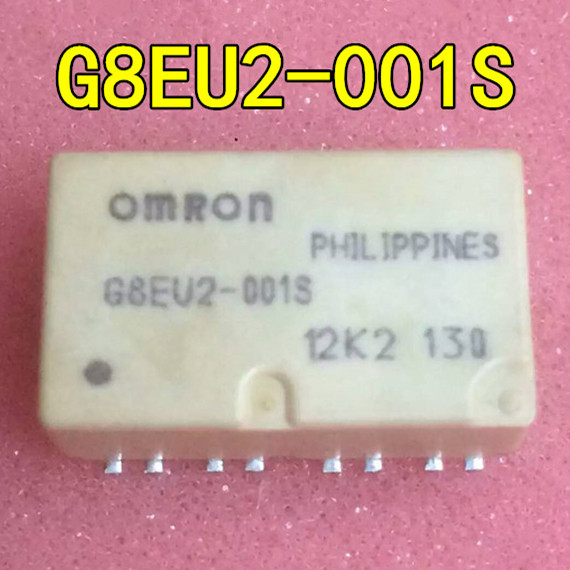 G8EU2-001S
omRon
PHILIPPINES
G8EU2-001S
12K2 130